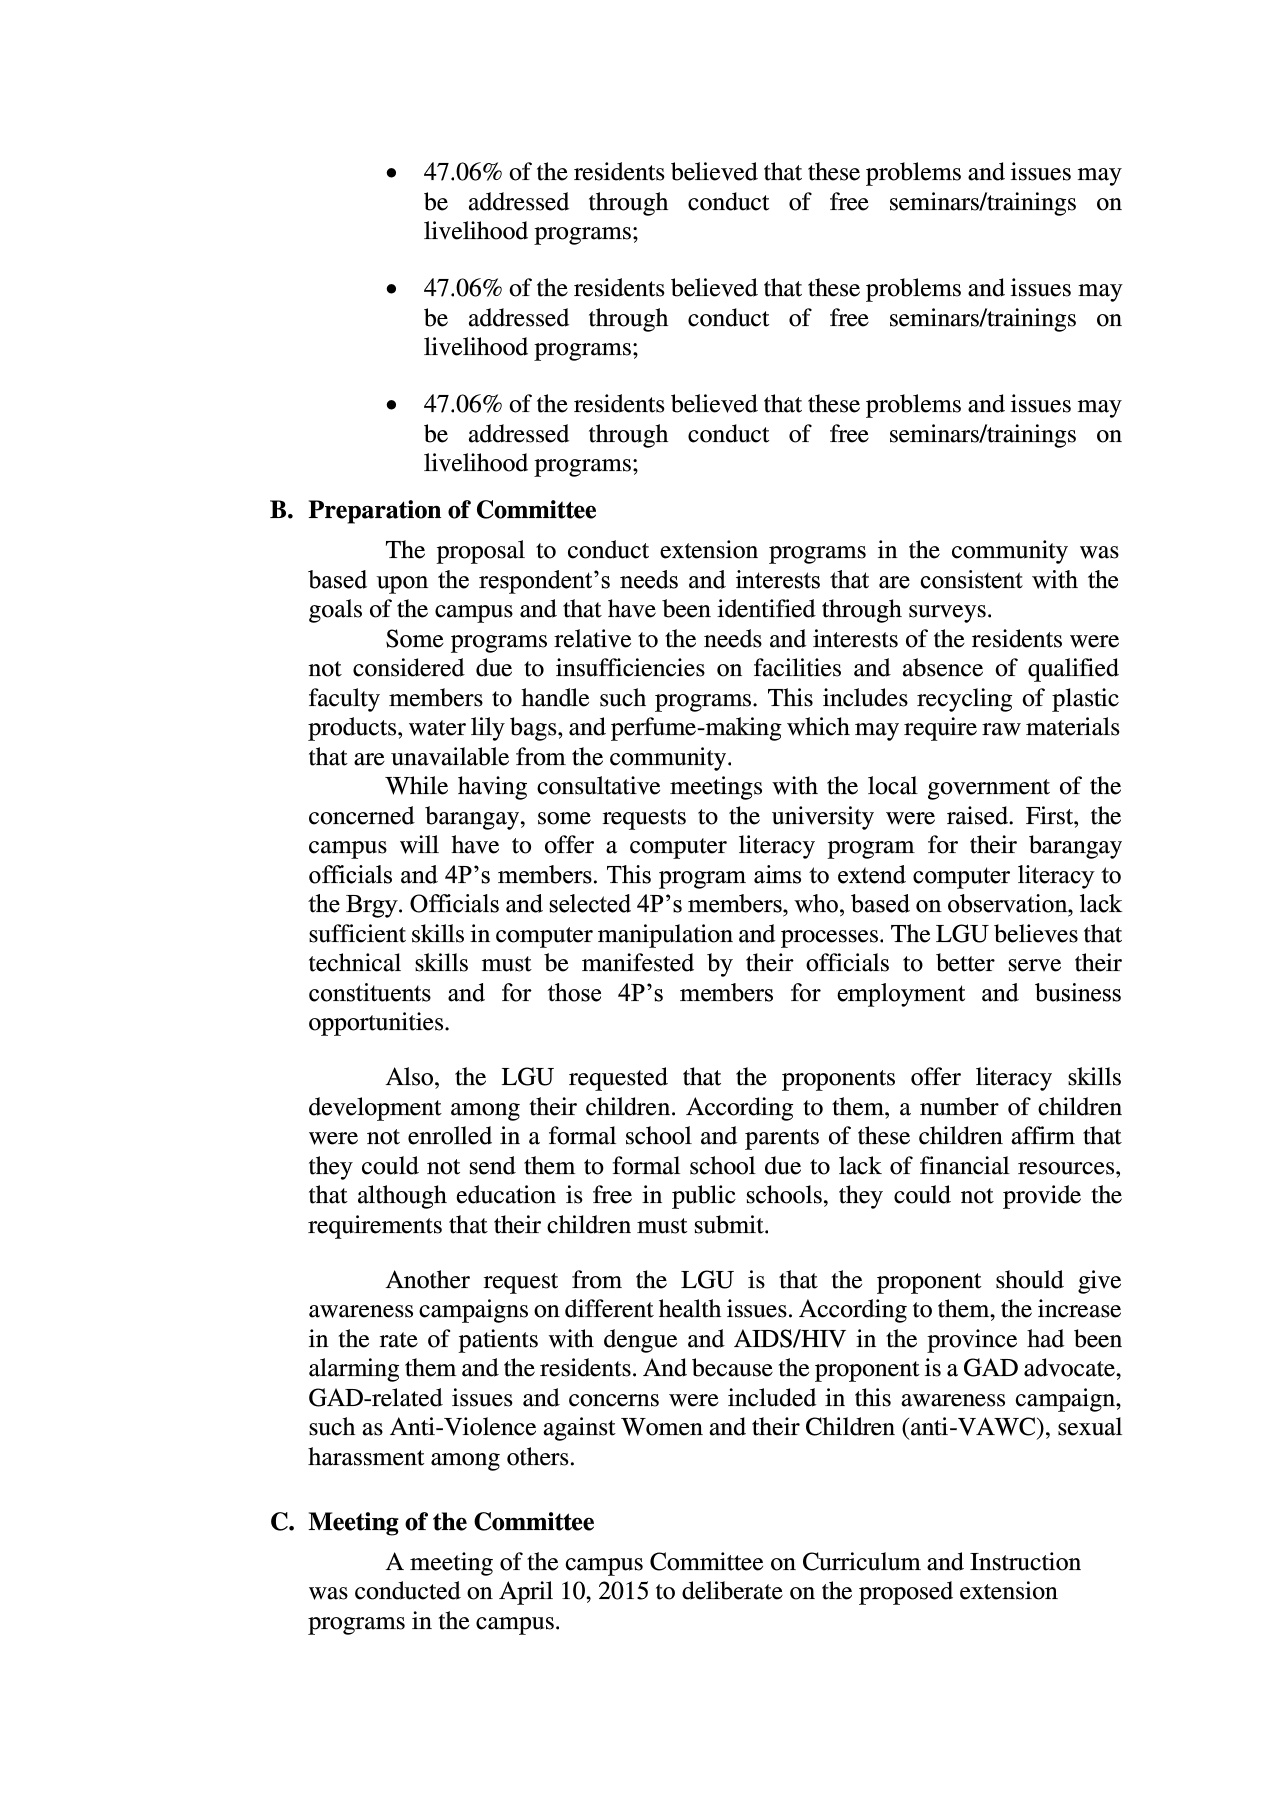 • 47.06% of the residents believed that these problems and issues may
be addressed through conduct of free seminars/trainings on
livelihood programs;
• 47.06% of the residents believed that these problems and issues may
be addressed through conduct of free seminars/trainings on
livelihood programs;
• 47.06% of the residents believed that these problems and issues may
be addressed through conduct of free seminars/trainings on
livelihood programs;
B. Preparation of Committee
The proposal to conduct extension programs in the community was
based upon the respondent’s needs and interests that are consistent with the
goals of the campus and that have been identified through surveys.
Some programs relative to the needs and interests of the residents were
not considered due to insufficiencies on facilities and absence of qualified
faculty members to handle such programs. This includes recycling of plastic
products, water lily bags, and perfume-making which may require raw materials
that are unavailable from the community.
While having consultative meetings with the local government of the
concerned barangay, some requests to the university were raised. First, the
campus will have to offer a computer literacy program for their barangay
officials and 4P’s members. This program aims to extend computer literacy to
the Brgy. Officials and selected 4P’s members, who, based on observation, lack
sufficient skills in computer manipulation and processes. The LGU believes that
technical skills must be manifested by their officials to better serve their
constituents and for those 4P’s members for employment and business
opportunities.
Also, the LGU requested that the proponents offer literacy skills
development among their children. According to them, a number of children
were not enrolled in a formal school and parents of these children affirm that
they could not send them to formal school due to lack of financial resources,
that although education is free in public schools, they could not provide the
requirements that their children must submit.
Another request from the LGU is that the proponent should give
awareness campaigns on different health issues. According to them, the increase
in the rate of patients with dengue and AIDS/HIV in the province had been
alarming them and the residents. And because the proponent is a GAD advocate,
GAD-related issues and concerns were included in this awareness campaign,
such as Anti-Violence against Women and their Children (anti-VAWC), sexual
harassment among others.
C. Meeting of the Committee
A meeting of the campus Committee on Curriculum and Instruction
was conducted on April 10, 2015 to deliberate on the proposed extension
programs in the campus.